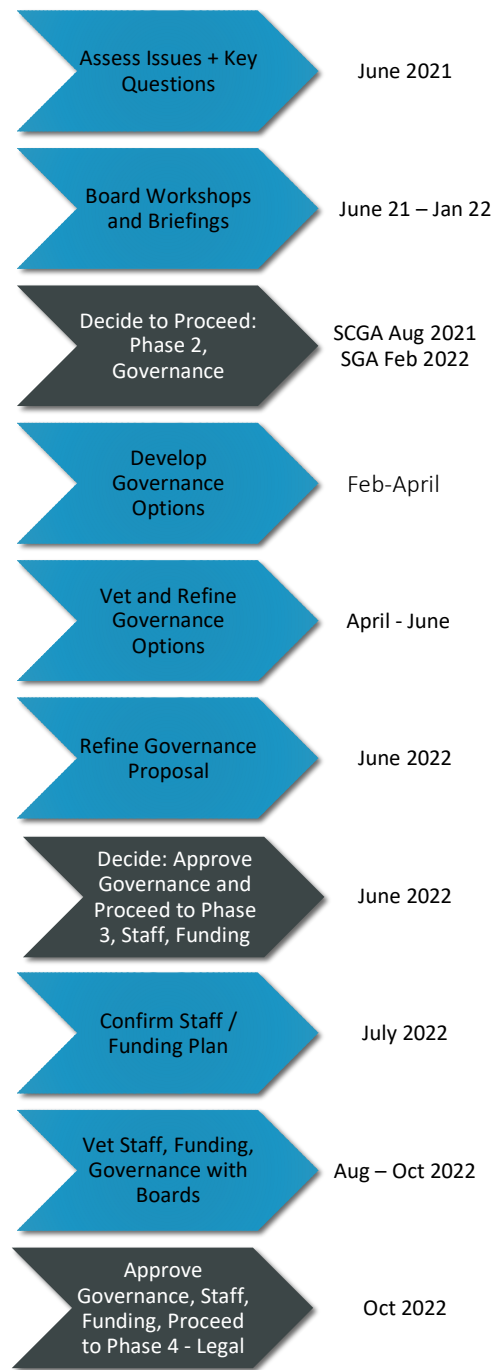 Assess Issues + Key
Questions
June 2021
Board Workshops
and Briefings
June 21 – Jan 22
Decide to Proceed:
Phase 2,
Governance
SCGA Aug 2021
SGA Feb 2022
Develop
Governance
Options
Feb-April
Vet and Refine
Governance
Options
April - June
Refine Governance
Proposal
June 2022
Decide: Approve
Governance and
Proceed to Phase
3, Staff, Funding
June 2022
Confirm Staff /
Funding Plan
July 2022
Vet Staff, Funding,
Governance with
Boards
Aug – Oct 2022
Approve
Governance, Staff,
Funding, Proceed
to Phase 4 - Legal
Oct 2022